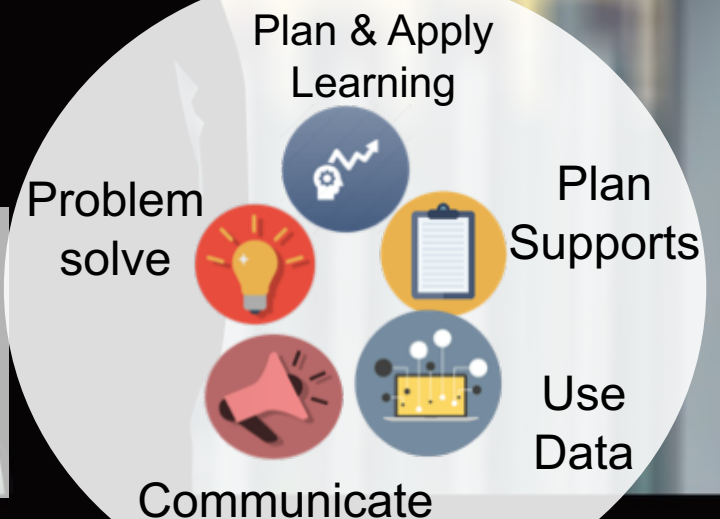 Plan & Apply
Learning
Plan
Supports
Use
Data
Communicate
Problem
solve